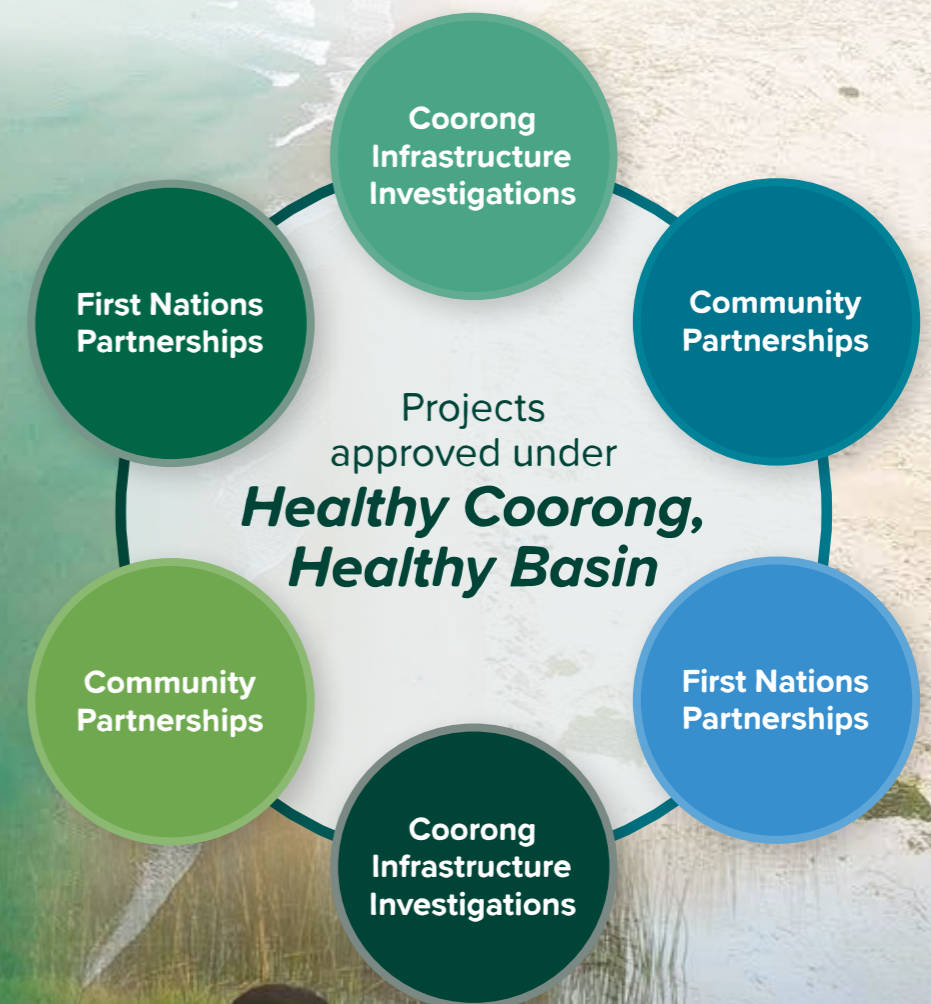 Coorong
Infrastructure
Investigations
First Nations
Partnerships
Community
Partnerships
Projects
approved under
Healthy Coorong,
Healthy Basin
Community
Partnerships
First Nations
Partnerships
Coorong
Infrastructure
Investigations